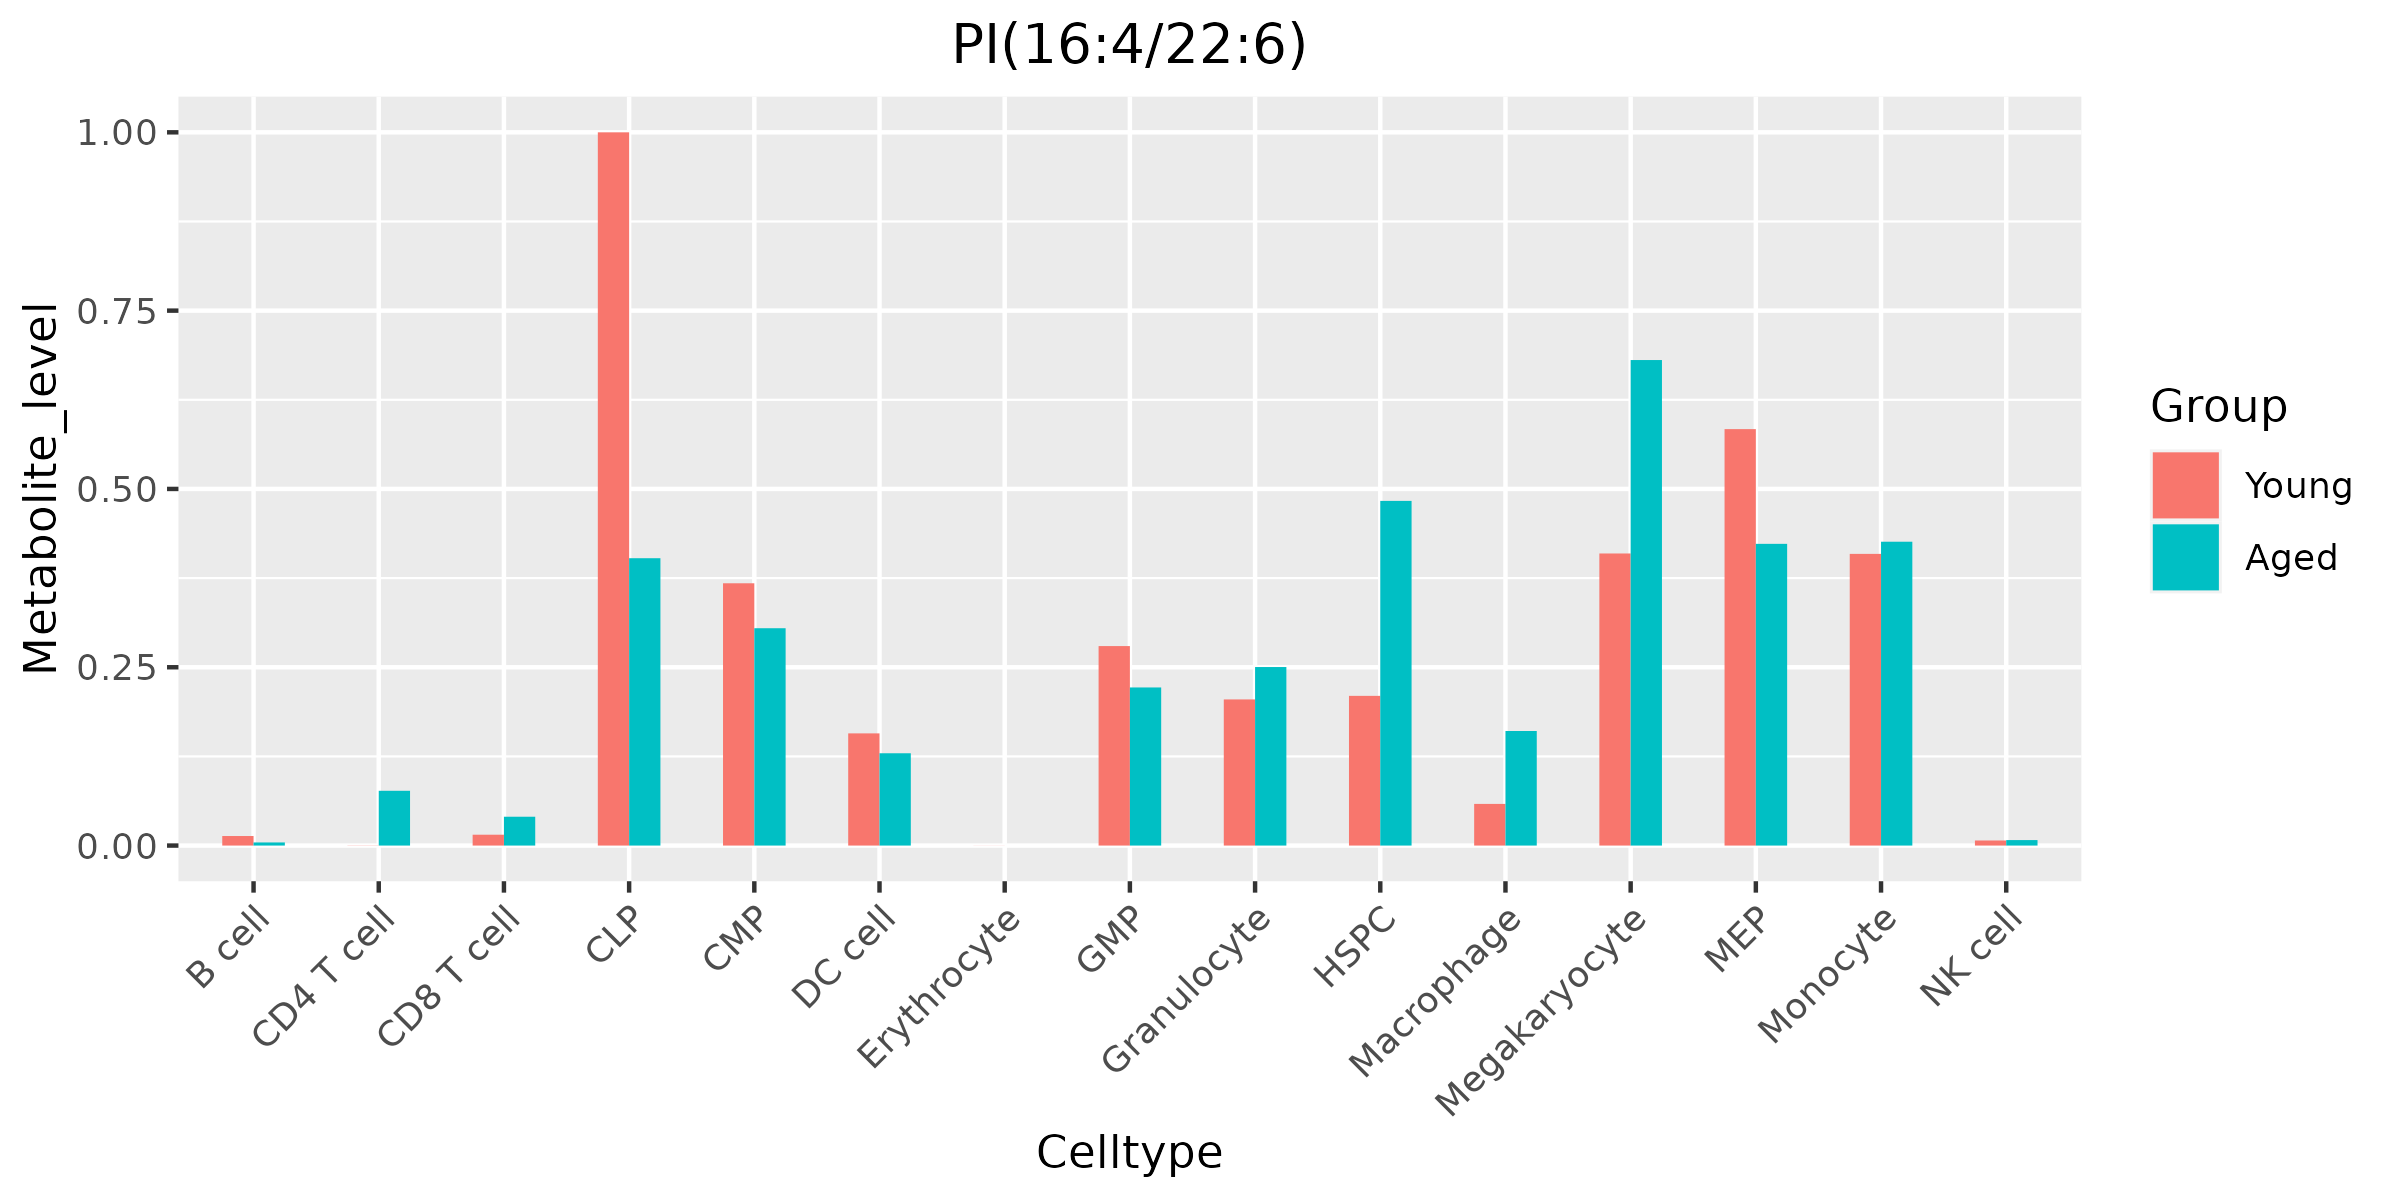 PI(16:4/22:6)
Metabolite_level
1.00
0.75
0.50
0.25
0.00
B cell
CD4 T cell
CD8 T cell
CLP
CMP
DC cell
Erythrocyte
GMP
Granulocyte
HSPC
Macrophage
Megakaryocyte
MEP
Monocyte
NK cell
Celltype
Group
Young
Aged